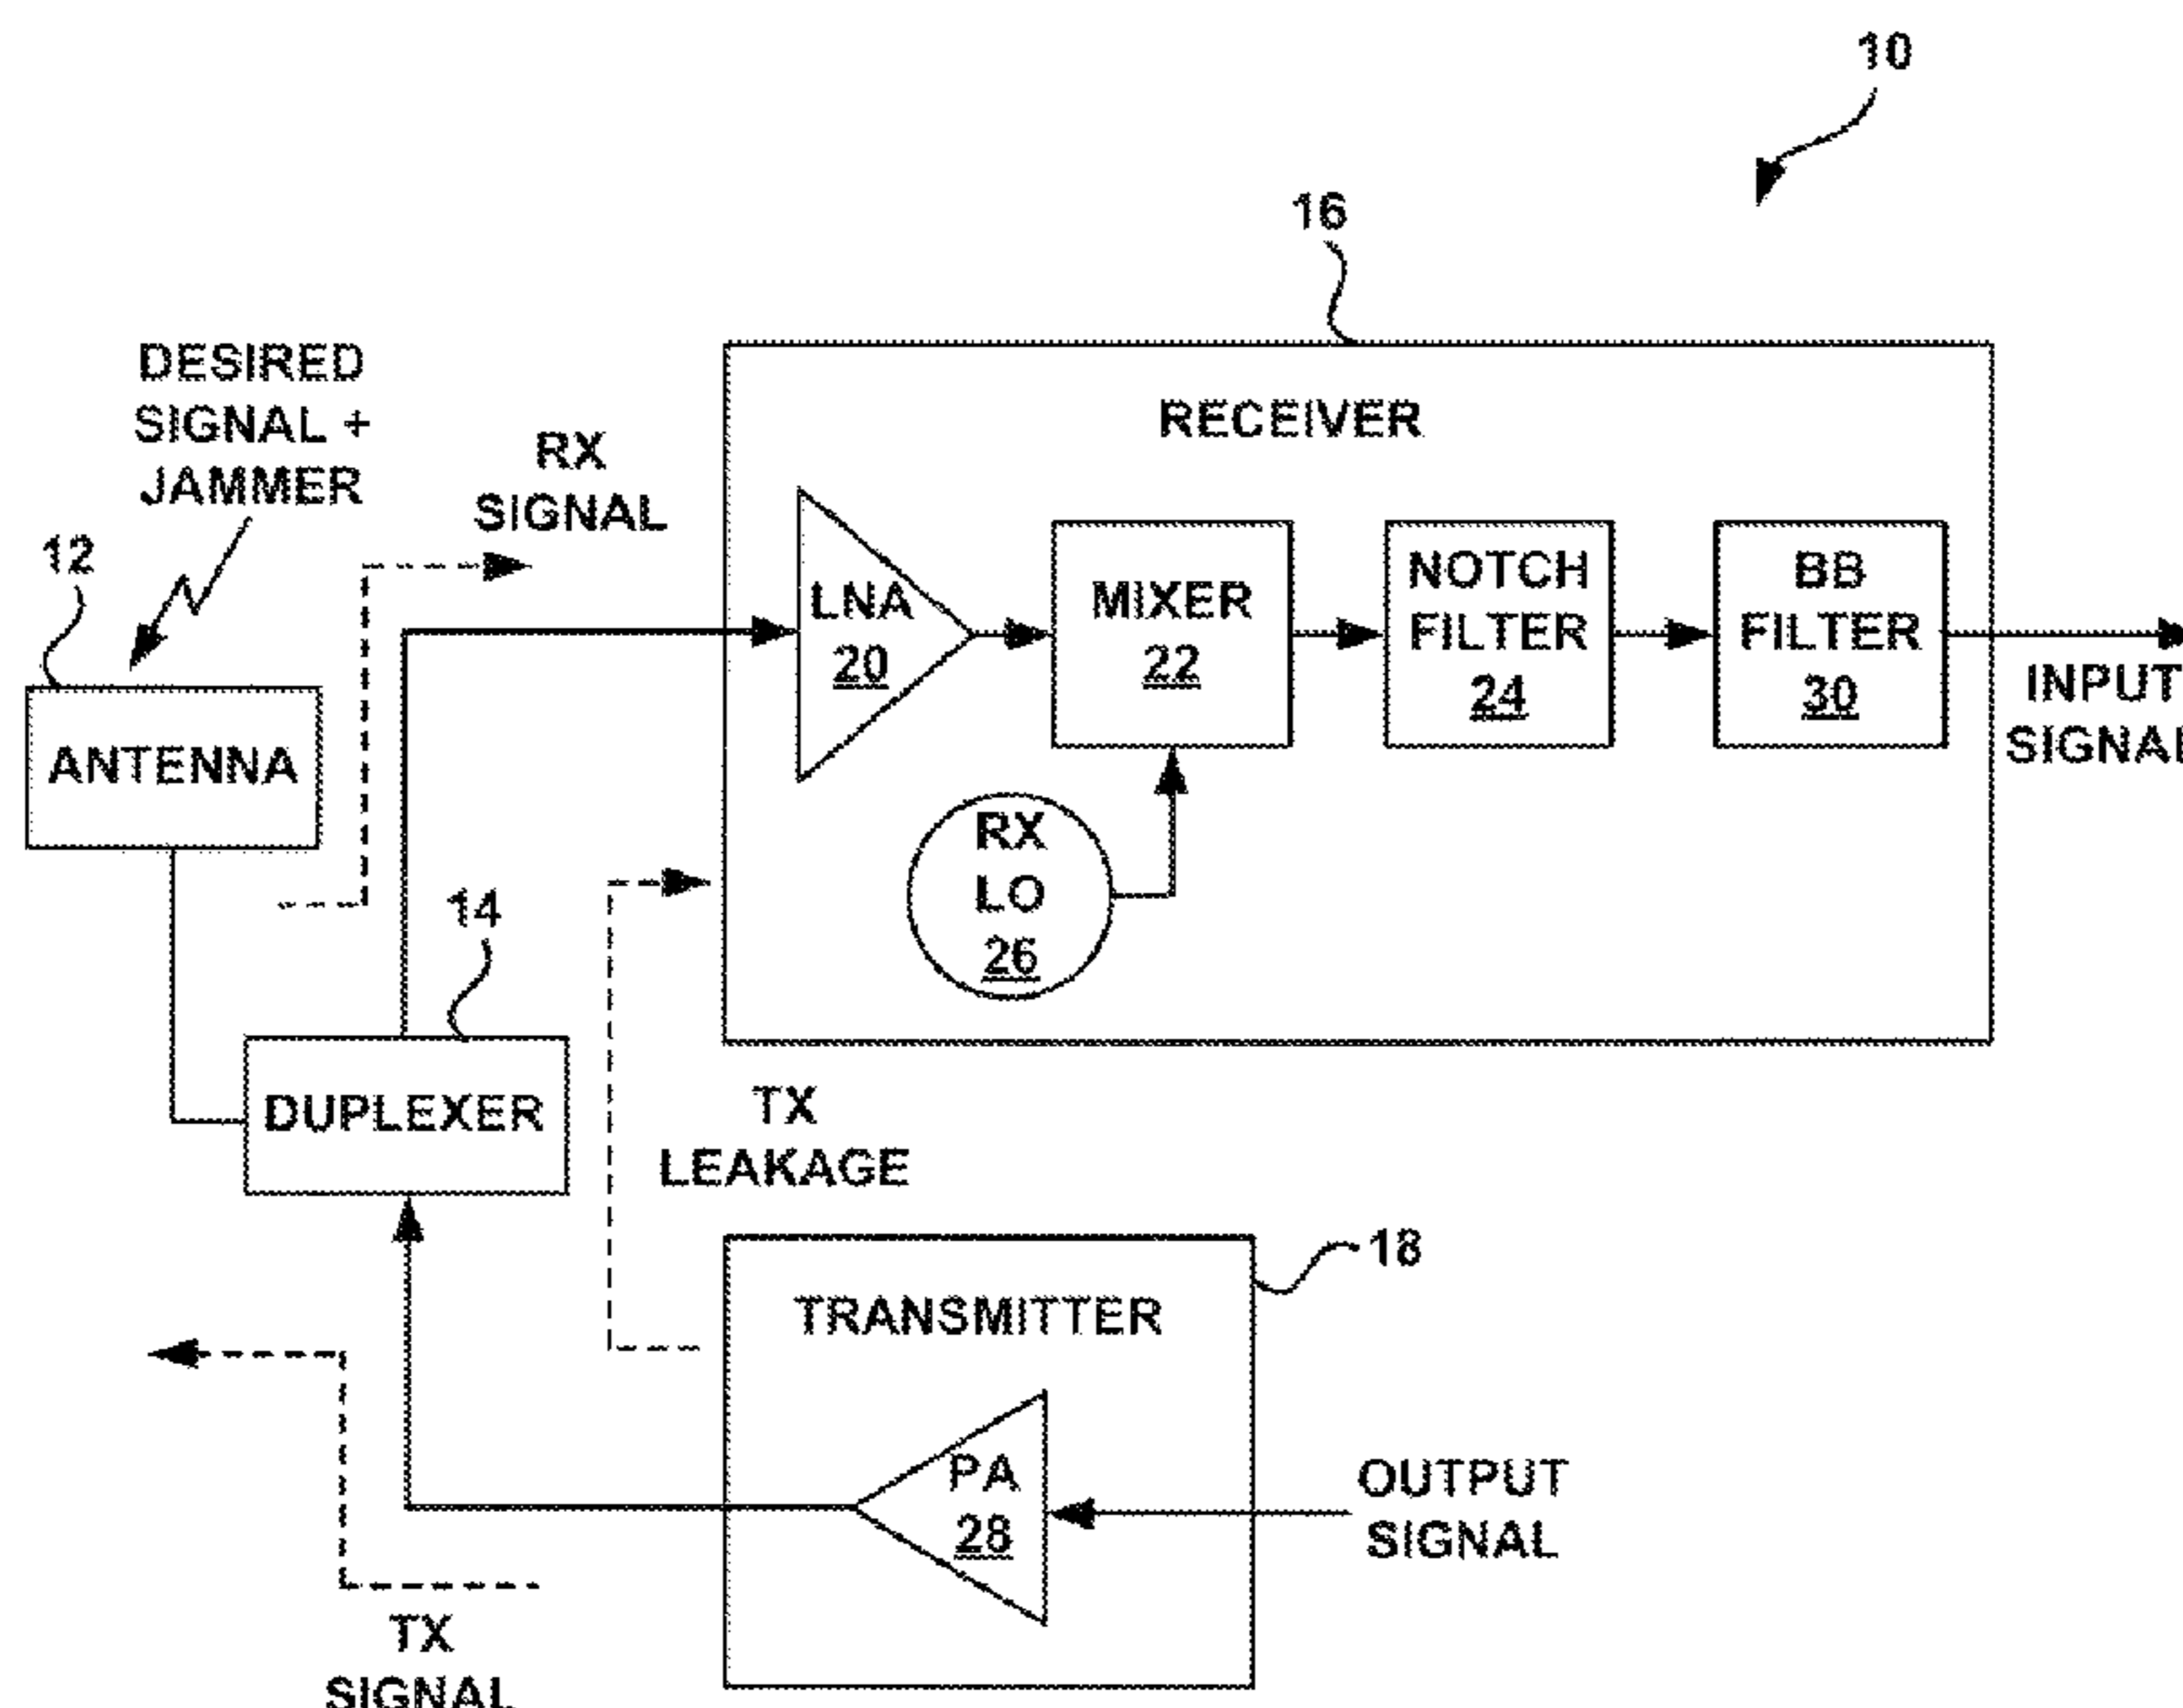 10
16
DESIRED
SIGNAL +
JAMMER
RX
SIGNAL
RECEIVER
12
LNA
20
MIXER
22
NOTCH
FILTER
24
BB
FILTER
30
INPUT
SIGNAL
ANTENNA
RX
LO
26
14
DUPLEXER
TX
LEAKAGE
18
TRANSMITTER
PA
28
OUTPUT
SIGNAL
TX
SIGNAL